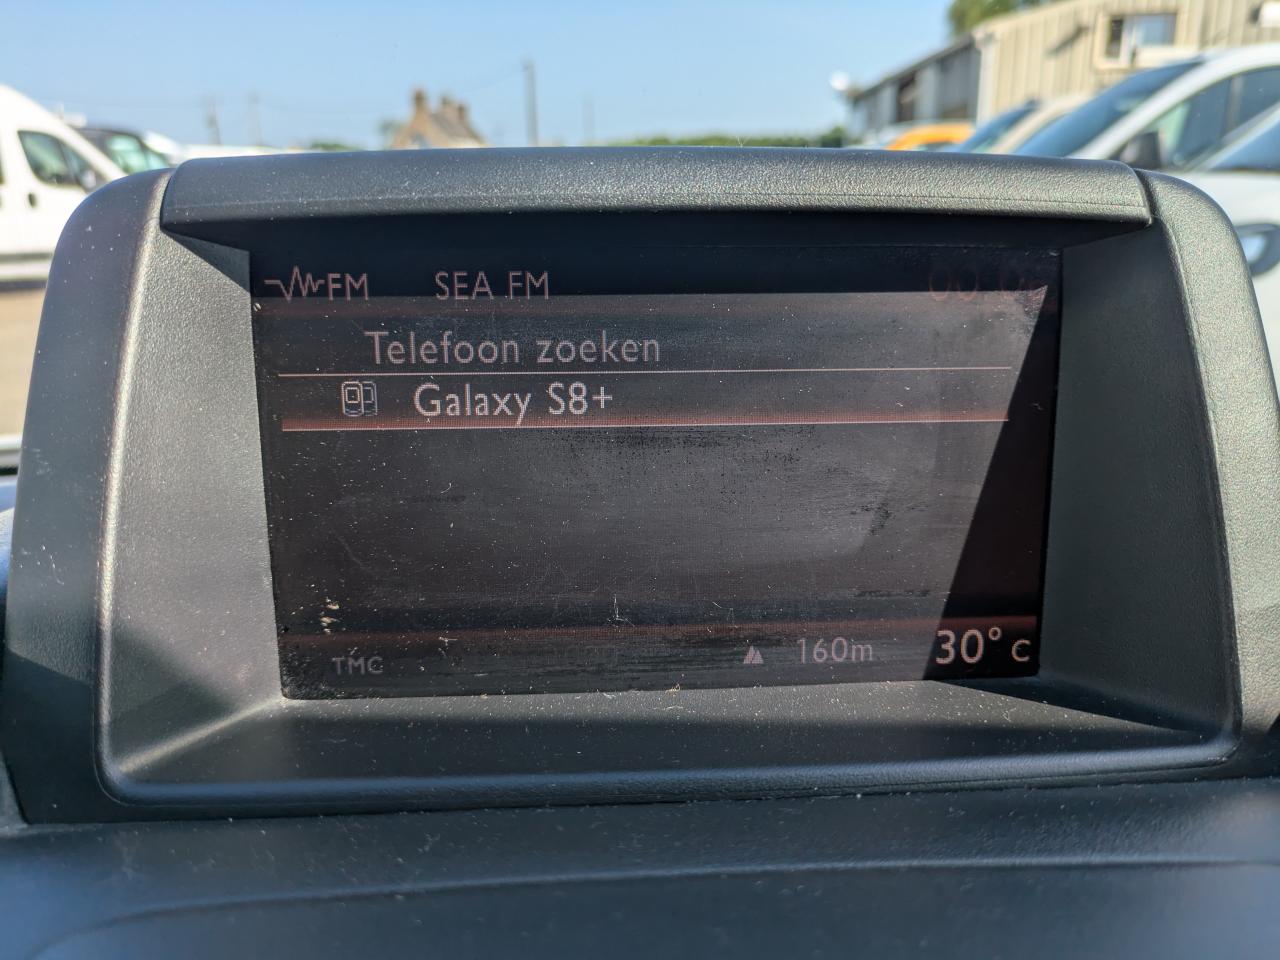 FM SEA FM
Telefoon zoeken
Galaxy S8+
TMC 160m 30° C